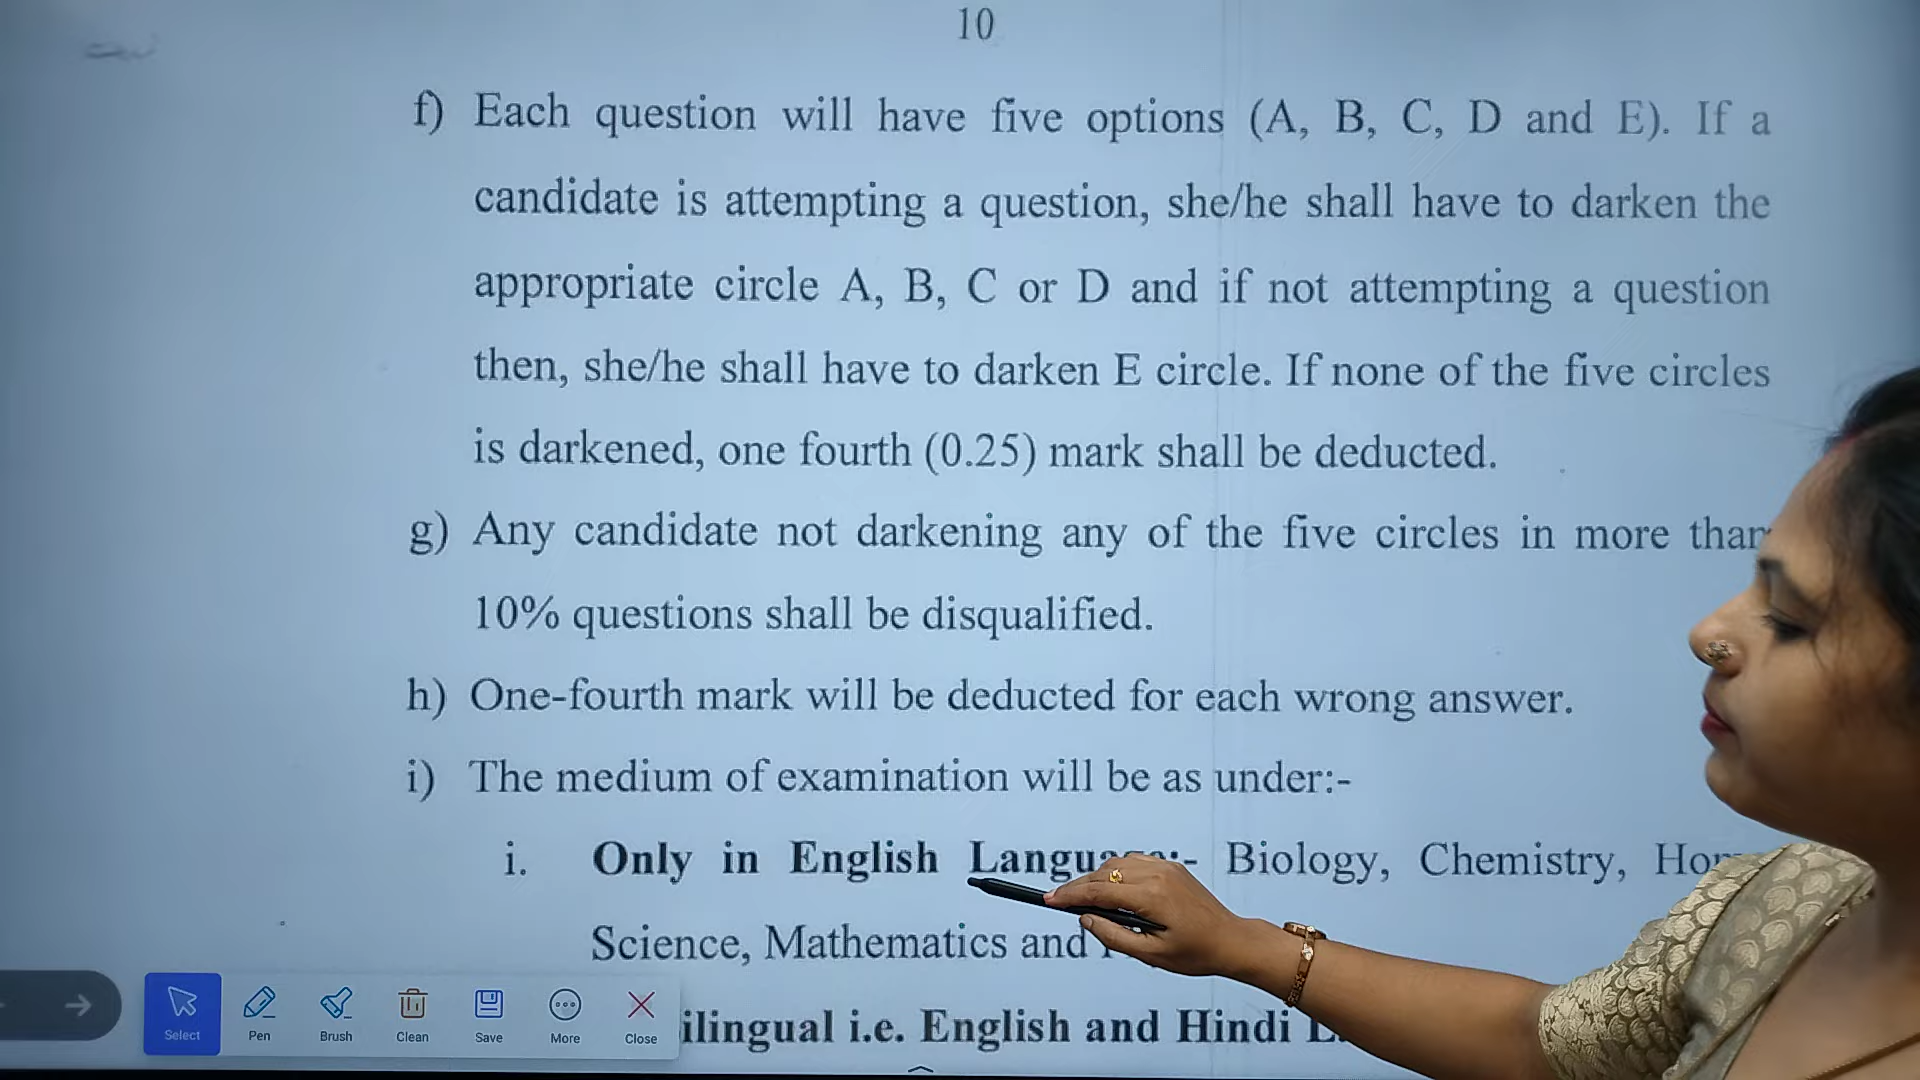 10
f) Each question will have five options (A, B, C, D and E). If a
candidate is attempting a question, she/he shall have to darken the
appropriate circle A, B, C or D and if not attempting a question
then, she/he shall have to darken E circle. If none of the five circles
is darkened, one fourth (0.25) mark shall be deducted.
g) Any candidate not darkening any of the five circles in more than
10% questions shall be disqualified.
h) One-fourth mark will be deducted for each wrong answer.
i) The medium of examination will be as under:-
i. Only in English Language:- Biology, Chemistry,
Science, Mathematics and
i.e. English and Hindi
Select Pen Brush Clean Save More Close